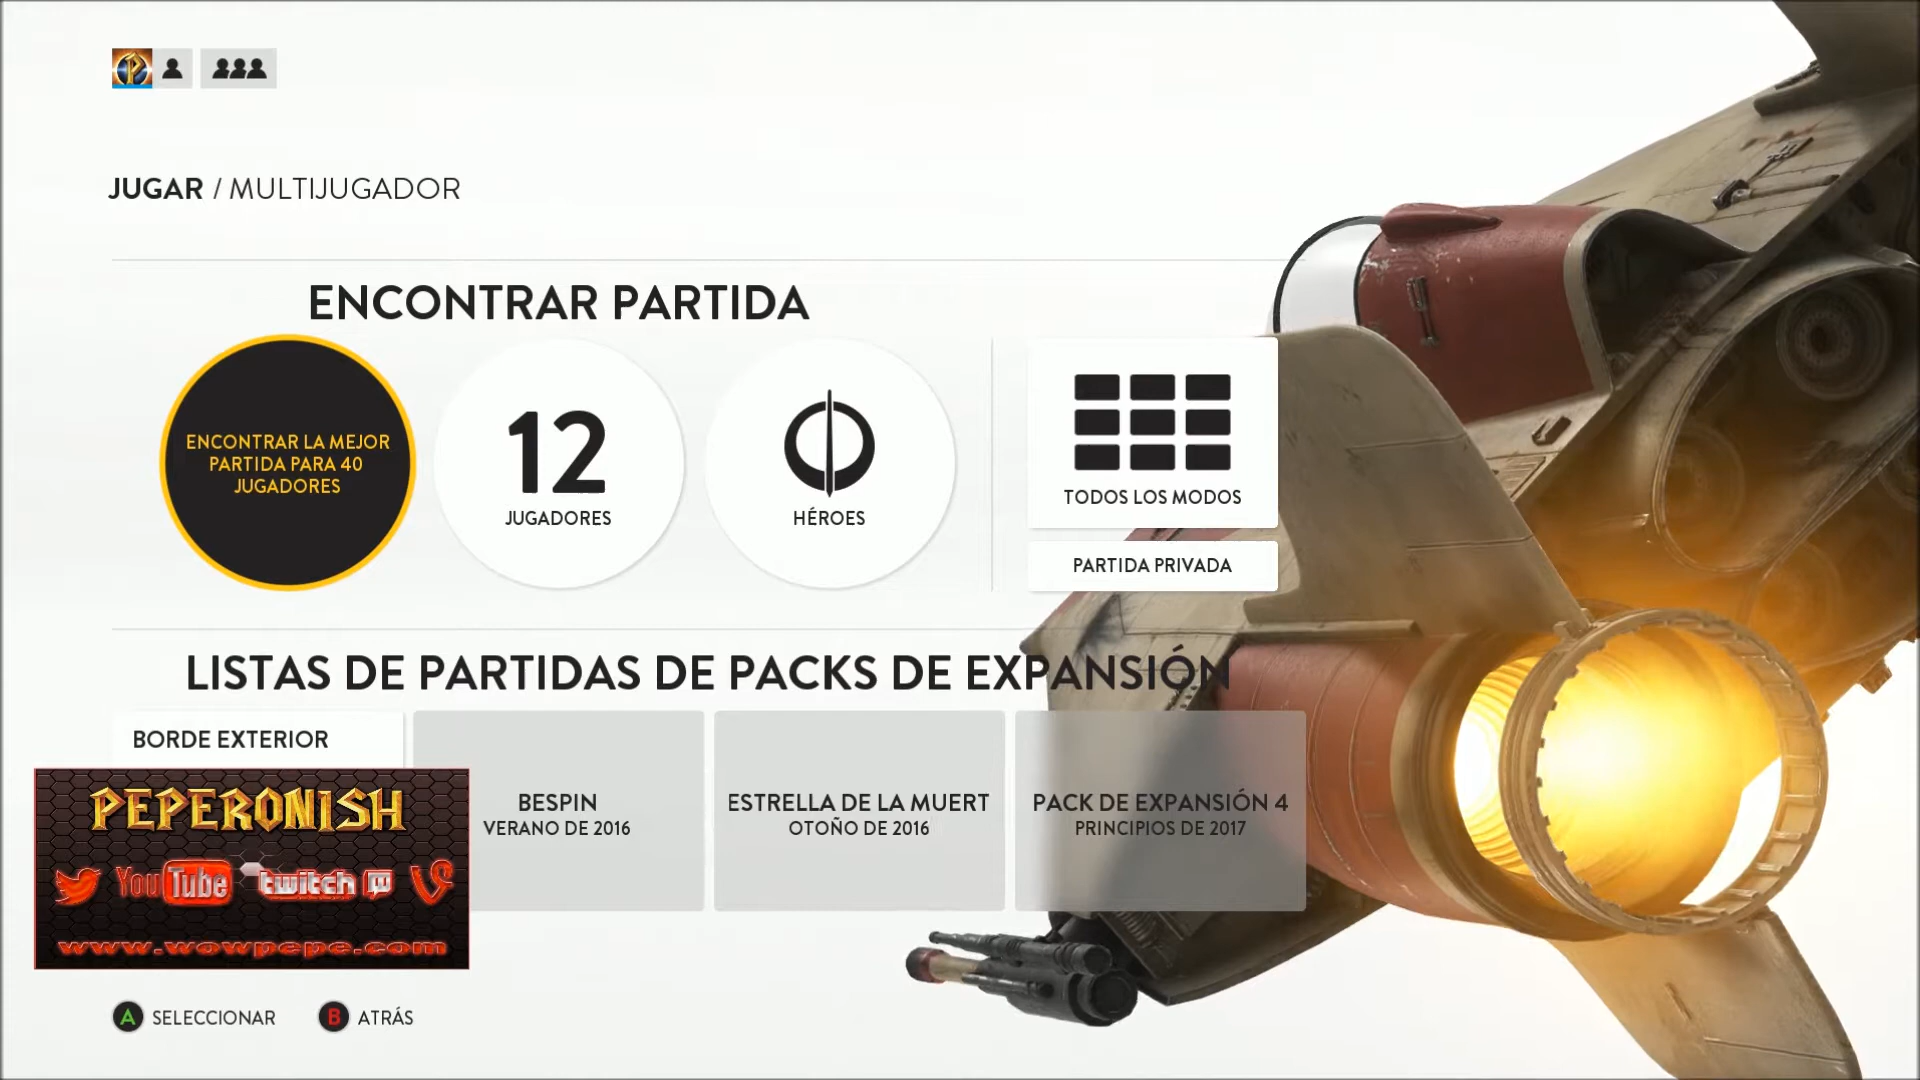 JUGAR / MULTIJUGADOR
ENCONTRAR PARTIDA
ENCONTRAR LA MEJOR
PARTIDA PARA 40
JUGADORES
12
JUGADORES
HÉROES
TODOS LOS MODOS
PARTIDA PRIVADA
LISTAS DE PARTIDAS DE PACKS DE EXPANSIÓN
BORDE EXTERIOR
BESPIN
VERANO DE 2016
ESTRELLA DE LA MUERT
OTOÑO DE 2016
PACK DE EXPANSIÓN 4
PRINCIPIOS DE 2017
PEPERONISH
YouTube twitch
www.wowpepe.com
A SELECCIONAR B ATRÁS